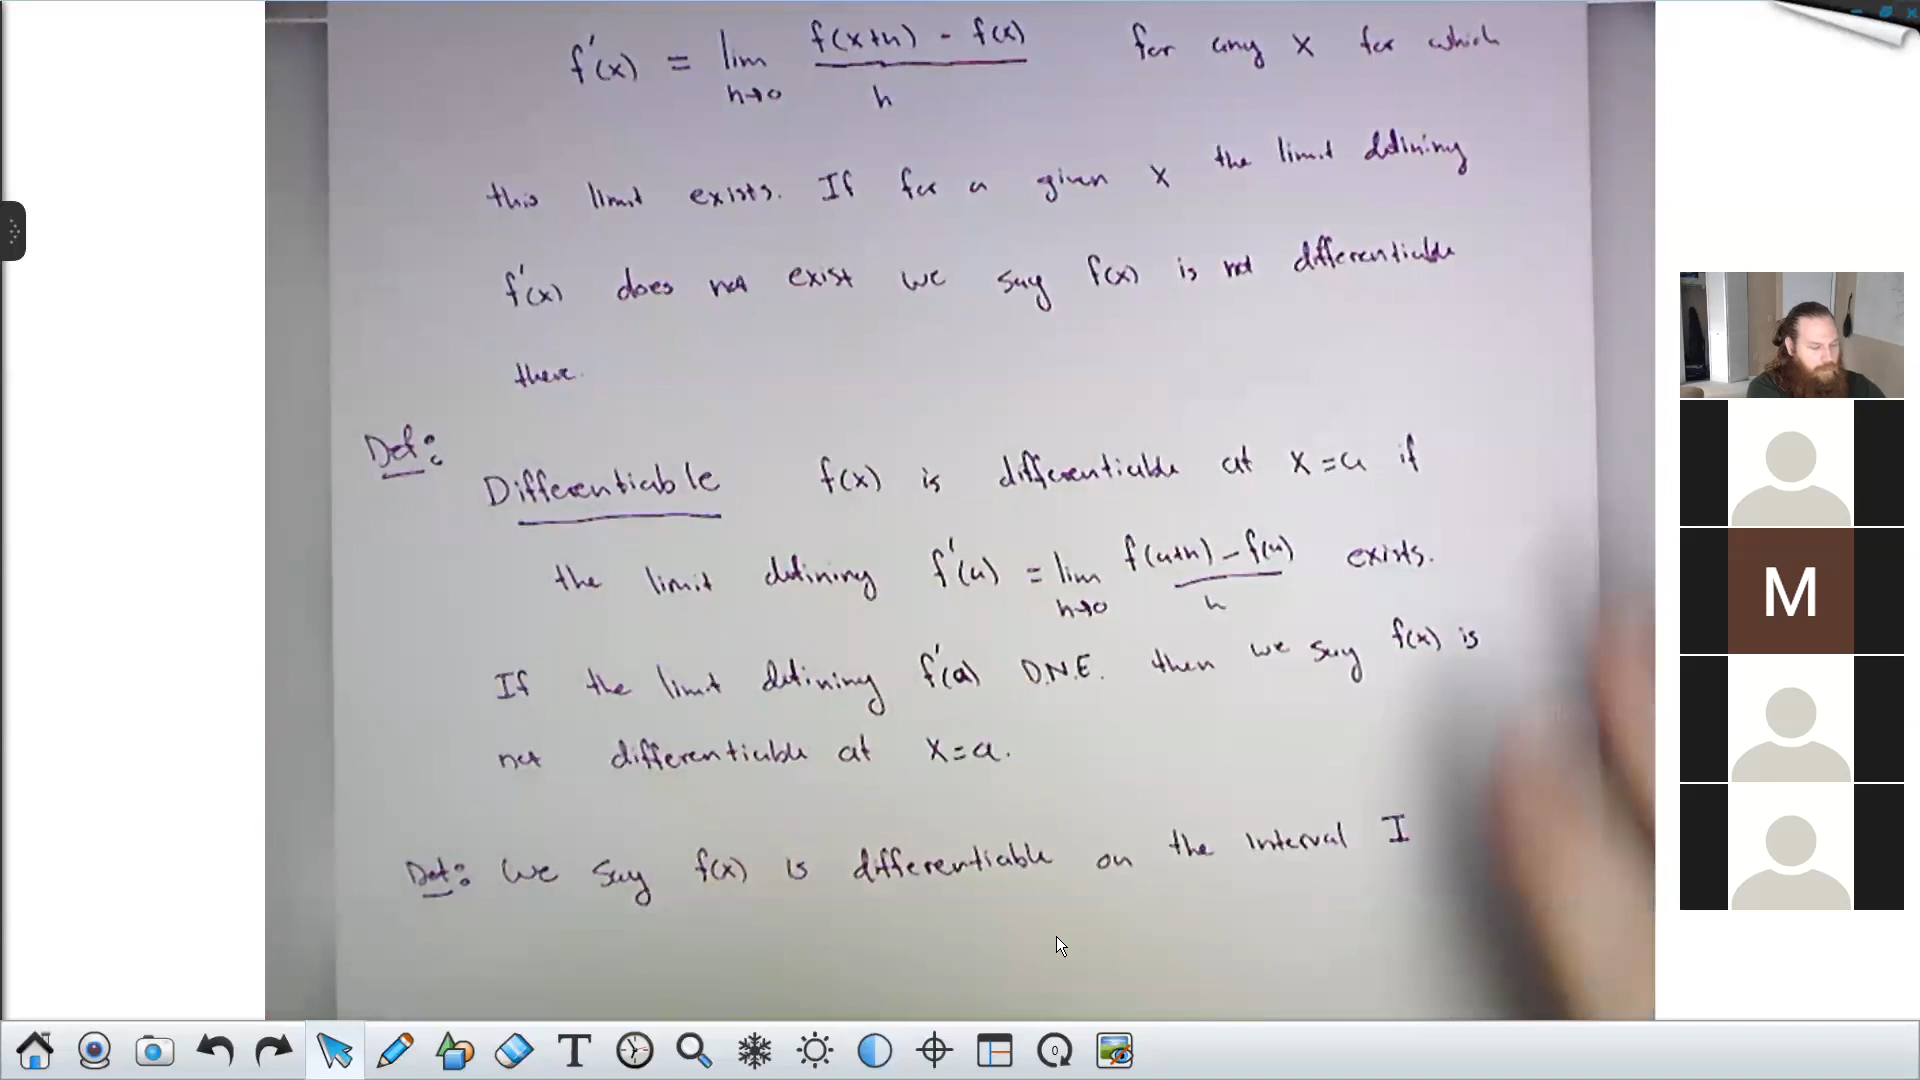 f'(x) = lim h→0 f(x+h) - f(x) / h for any x for which
this limit exists. If for a given x the limit defining
f'(x) does not exist we say f(x) is not differentiable
there.
Def:
Differentiable f(x) is differentiable at x=a if
the limit defining f'(a) = lim h→0 f(a+h) - f(a) / h exists.
If the limit defining f'(a) D.N.E. then we say f(x) is
not differentiable at x=a.
Def: We say f(x) is differentiable on the interval I
M
T
0